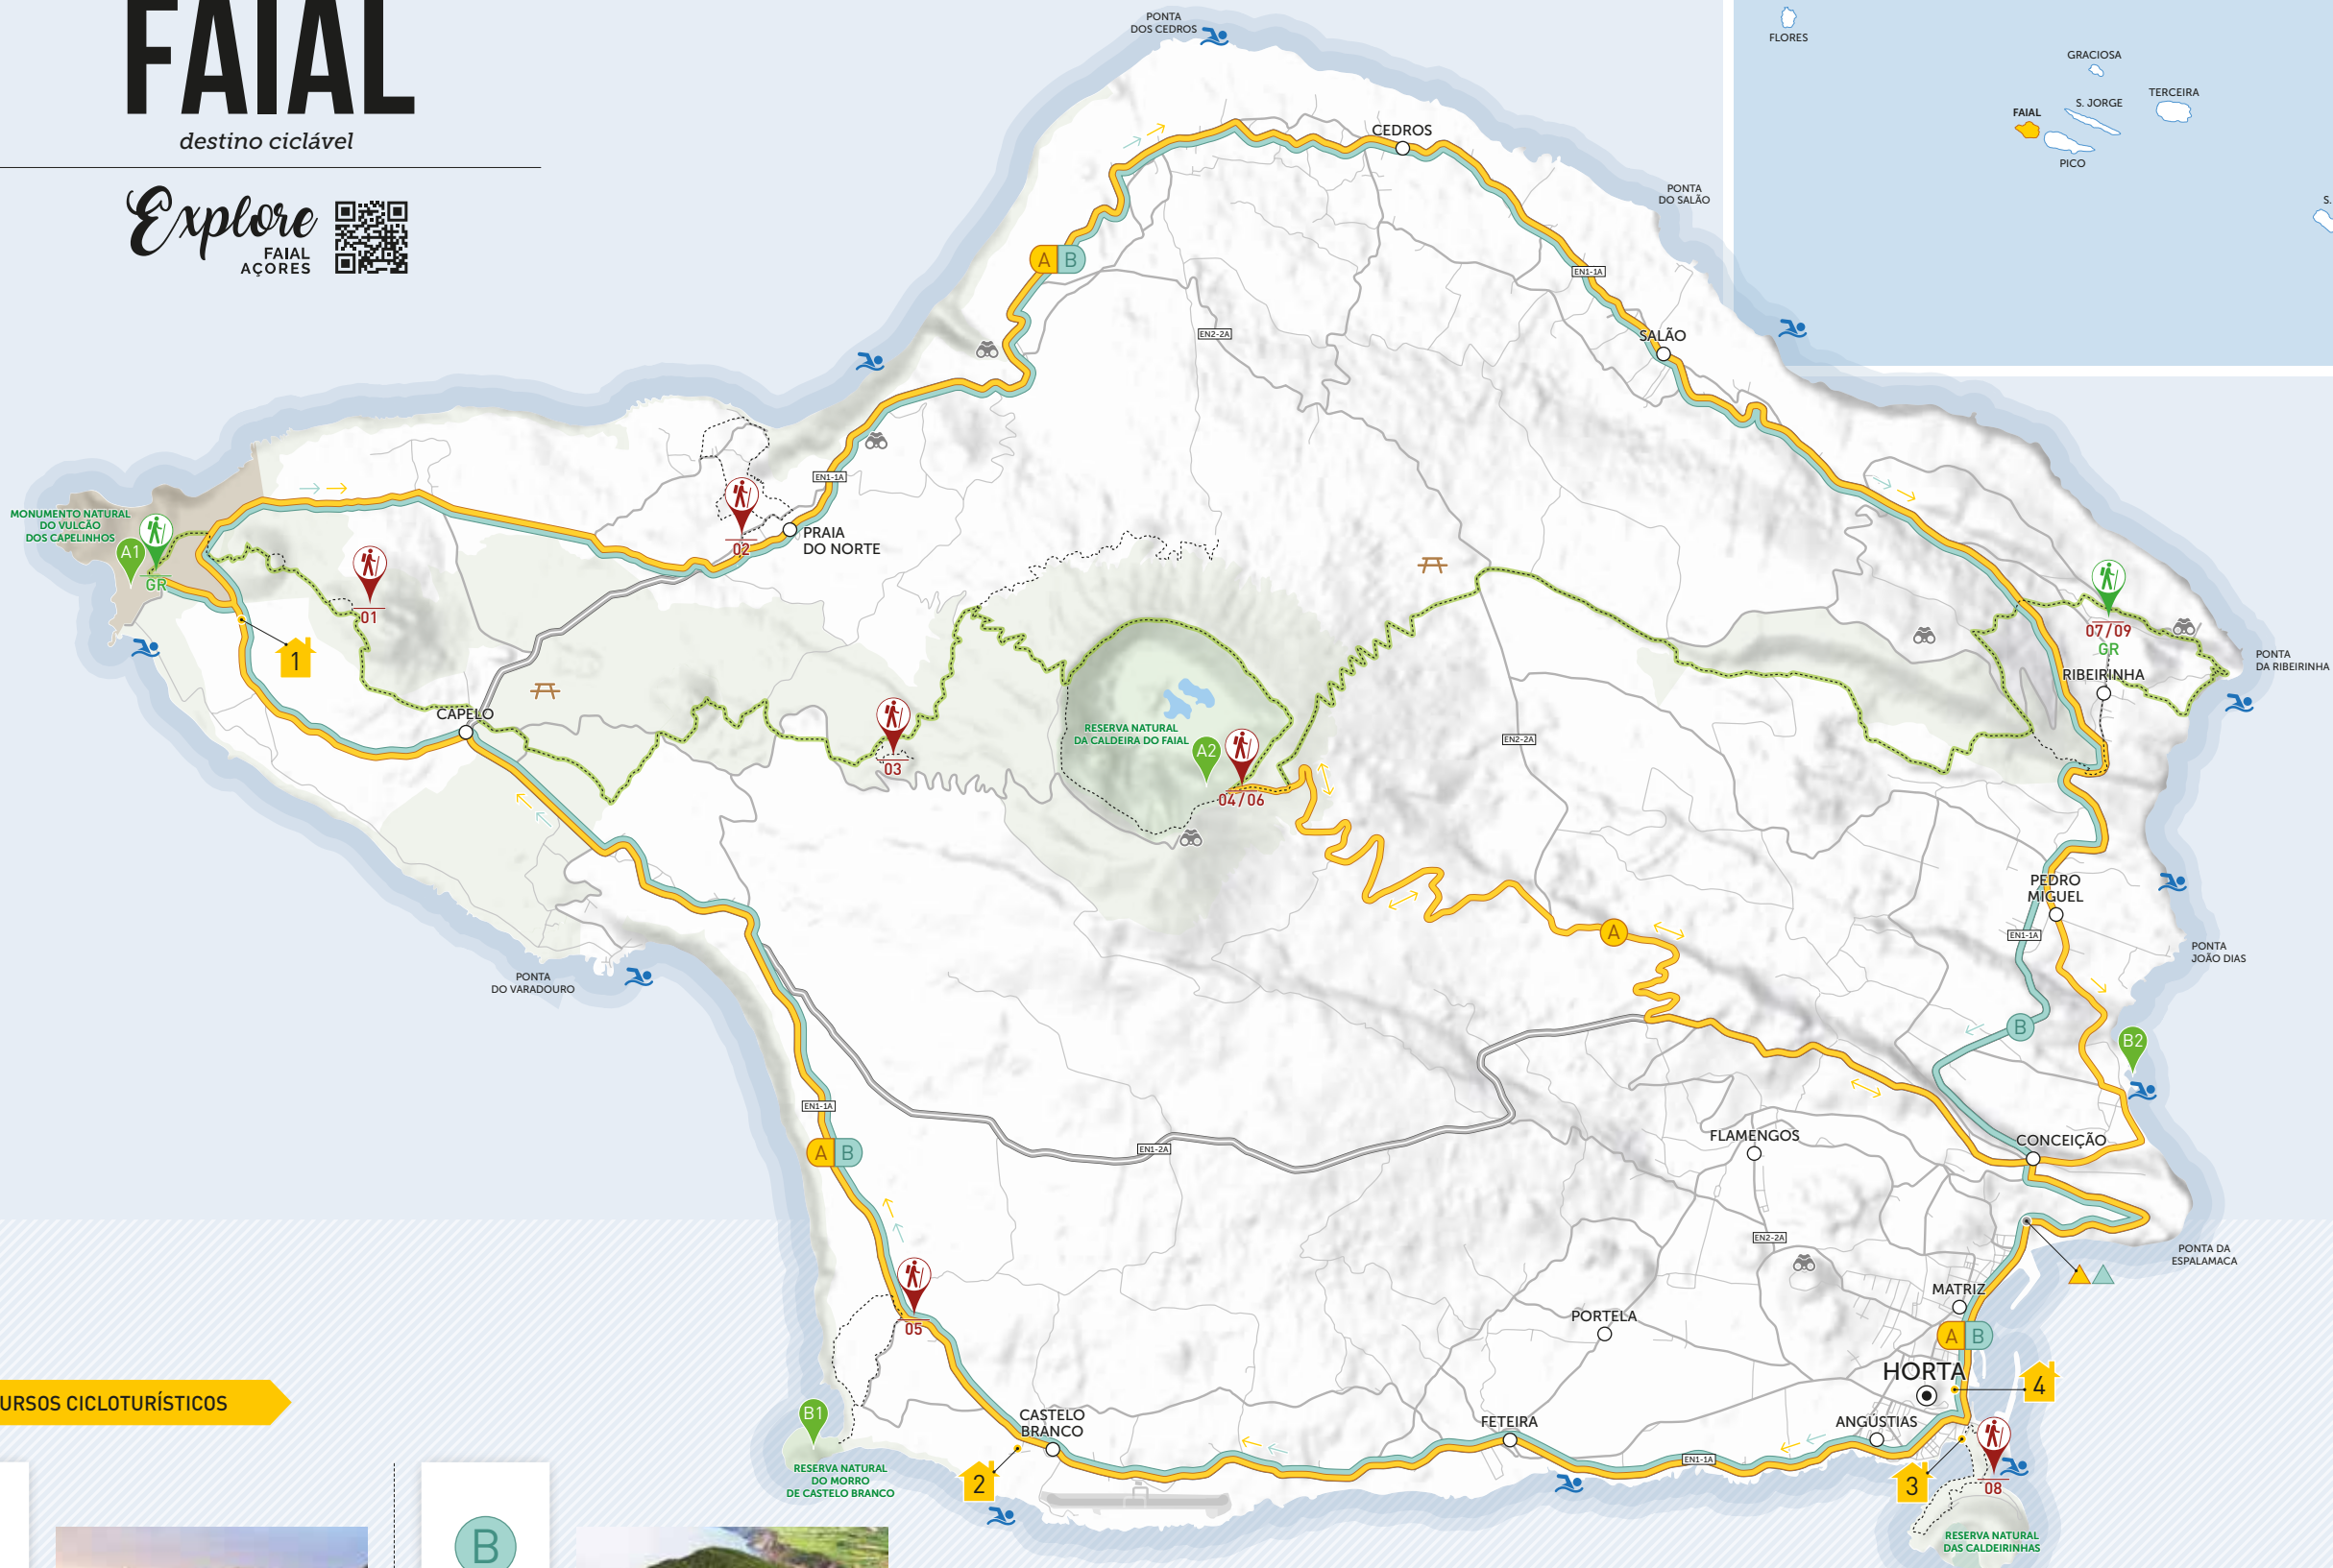 FAIAL
destino ciclável
Explore
FAIAL
AÇORES
PONTA
DOS CEDROS
FLORES
GRACIOSA
TERCEIRA
S. JORGE
FAIAL
PICO
S.
CEDROS
PONTA
DO SALÃO
A B
EN1-1A
EN2-2A
SALÃO
EN1-1A
MONUMENTO NATURAL
DO VULCÃO
DOS CAPELINHOS
A1
GR
01
02
PRAIA
DO NORTE
1
CAPELO
03
RESERVA NATURAL
DA CALDEIRA DO FAIAL
A2
04/06
07/09
GR
RIBEIRINHA
PONTA
DA RIBEIRINHA
EN2-2A
PEDRO
MIGUEL
A
EN1-1A
PONTA
JOÃO DIAS
PONTA
DO VARADOURO
B
B2
EN1-1A
A B
EN1-2A
FLAMENGOS
CONCEIÇÃO
EN2-2A
PONTA DA
ESPALAMACA
MATRIZ
05
PORTELA
A B
HORTA
4
URSOS CICLOTURÍSTICOS
B1
CASTELO
BRANCO
FETEIRA
ANGÚSTIAS
EN1-1A
RESERVA NATURAL
DO MORRO
DE CASTELO BRANCO
2
3
08
RESERVA NATURAL
DAS CALDEIRINHAS
B